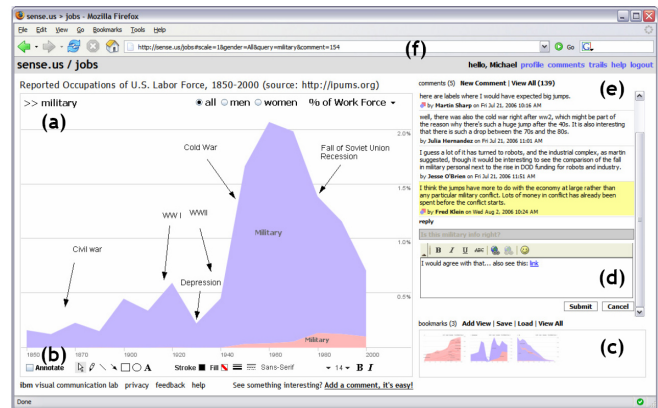 sense.us > jobs - Mozilla Firefox
File Edit View Go Bookmarks Tools Help
http://sense.us/jobs#scale=1&gender=All&query=military&comment=154
Go
(f)
sense.us / jobs
hello, Michael profile comments trails help logout
Reported Occupations of U.S. Labor Force, 1850-2000 (source: http://ipums.org)
>> military
all men women % of Work Force
(a)
2.0%
1.5%
1.0%
0.5%
Cold War
Fall of Soviet Union
Recession
WW I
WWII
Military
Civil war
Depression
Military
1850 1870 1900 1920 1940 1960 1980 2000
(b)
Annotate
A
Stroke Fill Sans-Serif 14 B I
ibm visual communication lab privacy feedback help
See something interesting? Add a comment, it's easy!
comments (5) New Comment | View All (139)
(e)
here are labels where I would have expected big jumps.
by Martin Sharp on Fri Jul 21, 2006 10:16 AM
well, there was also the cold war right after ww2, which might be part of
the reason why there's such a huge jump after the 40s. It is also interesting
that there is such a drop between the 70s and the 80s.
by Julia Hernandez on Fri Jul 21, 2006 11:01 AM
I guess a lot of it has turned to robots, and the industrial complex, as martin
suggested, though it would be interesting to see the comparison of the fall
in military personal next to the rise in DOD funding for robots and industry.
by Jesse O'Brien on Fri Jul 21, 2006 11:51 AM
I think the jumps have more to do with the economy at large rather than
any particular military conflict. Lots of money in conflict has already been
spent before the conflict starts.
by Fred Klein on Wed Aug 2, 2006 10:24 AM
reply
Is this military info right?
B I U ABC
I would agree with that... also see this: link
(d)
Submit Cancel
bookmarks (3) Add View | Save | Load | View All
(c)
Done